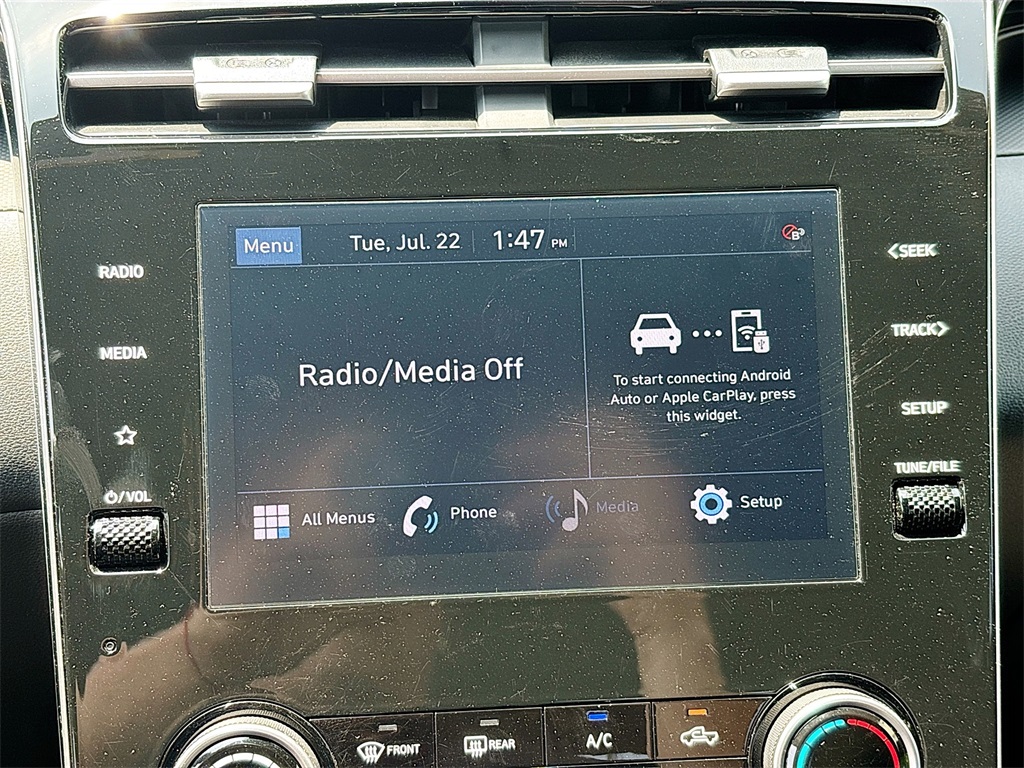 Menu
Tue, Jul. 22
1:47 PM
B
RADIO
MEDIA
/VOL
Radio/Media Off
To start connecting Android
Auto or Apple CarPlay, press
this widget.
All Menus
Phone
Media
Setup
<SEEK
TRACK>
SETUP
TUNE/FILE
FRONT
REAR
A/C